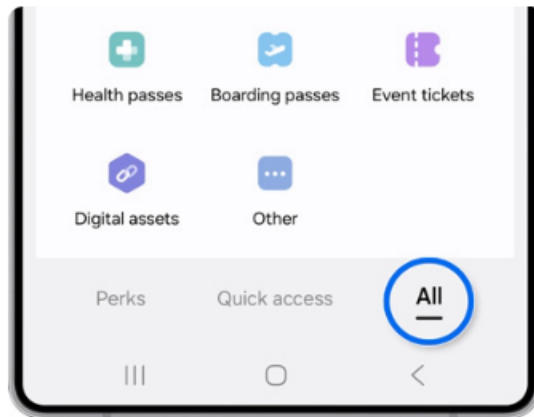 Health passes Boarding passes Event tickets
Digital assets Other
Perks Quick access All